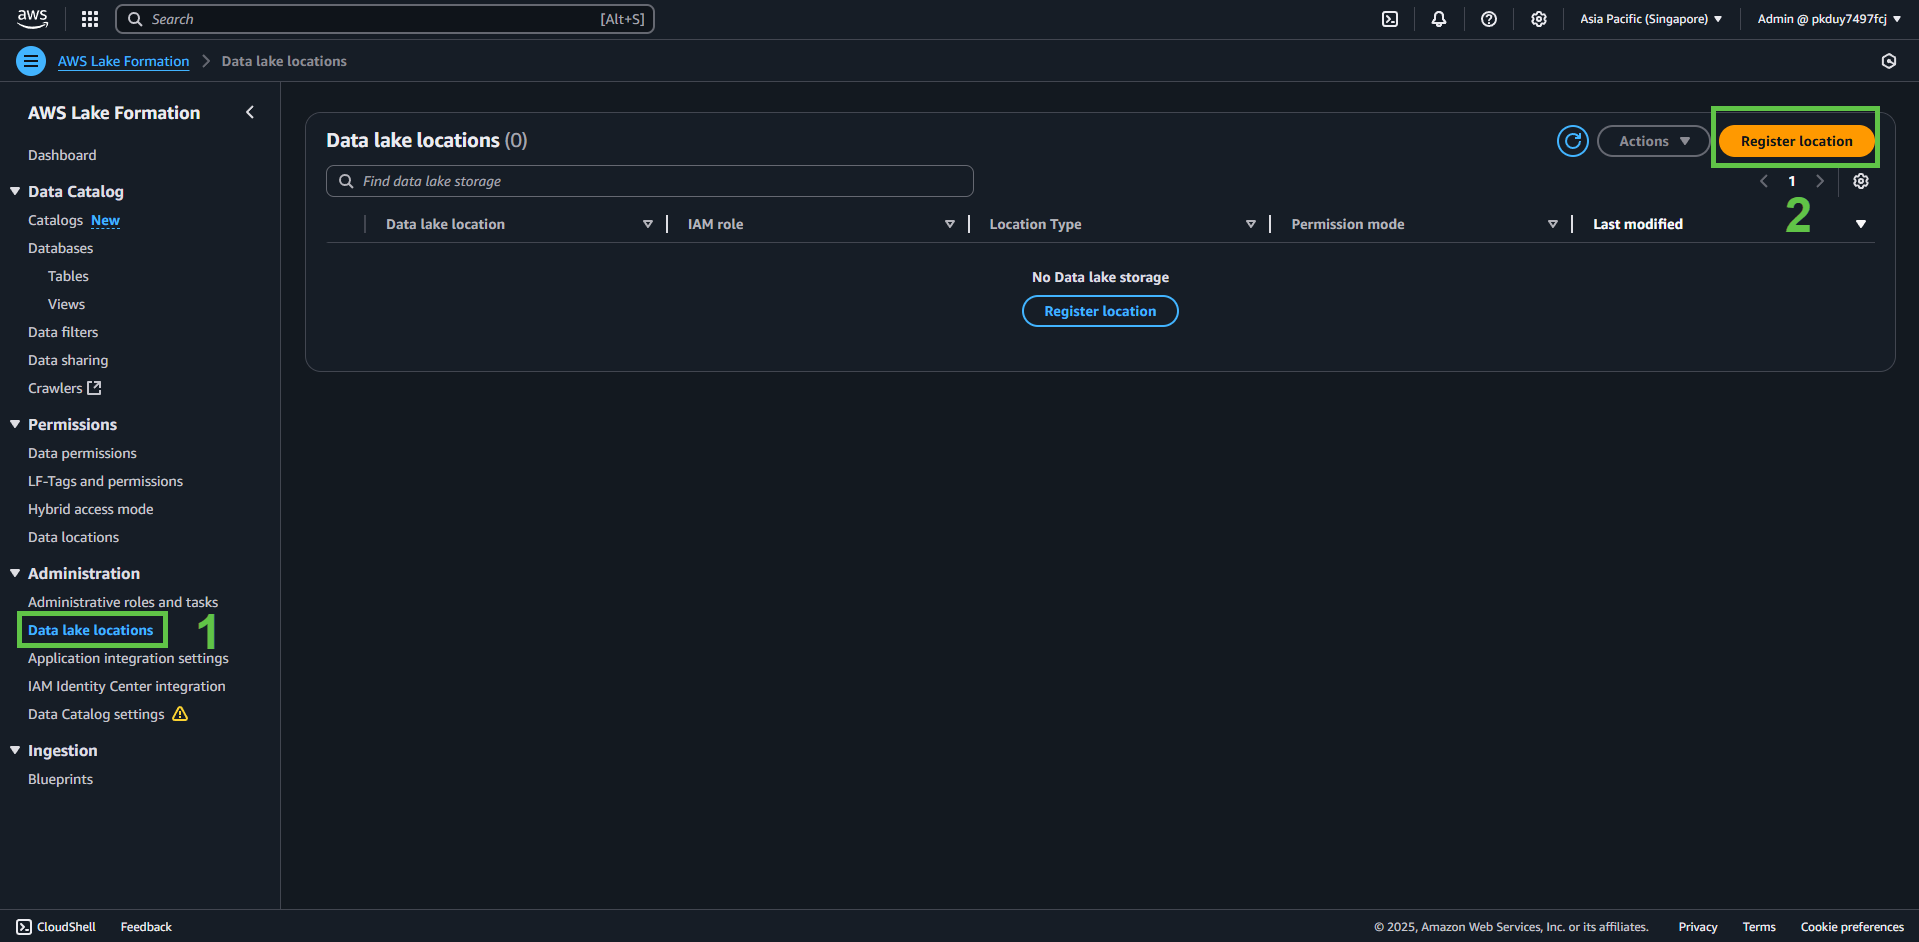 aws
Search [Alt+S]
Asia Pacific (Singapore)
Admin @ pkduy7497fcj
AWS Lake Formation
Data lake locations
AWS Lake Formation
Dashboard
Data Catalog
Catalogs New
Databases
Tables
Views
Data filters
Data sharing
Crawlers
Permissions
Data permissions
LF-Tags and permissions
Hybrid access mode
Data locations
Administration
Administrative roles and tasks
Data lake locations
1
Application integration settings
IAM Identity Center integration
Data Catalog settings
Ingestion
Blueprints
Data lake locations (0)
Actions
Register location
Find data lake storage
1
2
Data lake location
IAM role
Location Type
Permission mode
Last modified
No Data lake storage
Register location
CloudShell
Feedback
© 2025, Amazon Web Services, Inc. or its affiliates.
Privacy
Terms
Cookie preferences